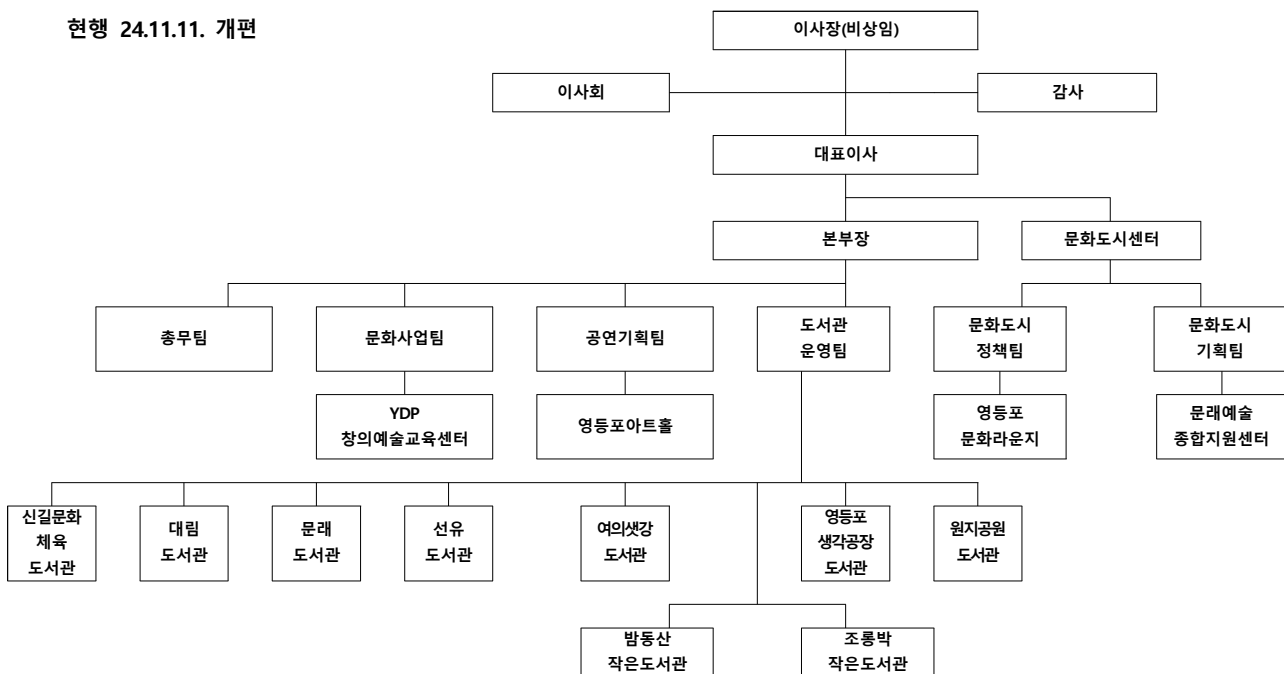 현행 24.11.11. 개편
이사장(비상임)
이사회
감사
대표이사
본부장
문화도시센터
총무팀
문화사업팀
공연기획팀
도서관
운영팀
문화도시
정책팀
문화도시
기획팀
YDP
창의예술교육센터
영등포아트홀
영등포
문화라운지
문래예술
종합지원센터
신길문화
체육
도서관
대림
도서관
문래
도서관
선유
도서관
여의샛강
도서관
영등포
생각공장
도서관
원지공원
도서관
밤동산
작은도서관
조롱박
작은도서관